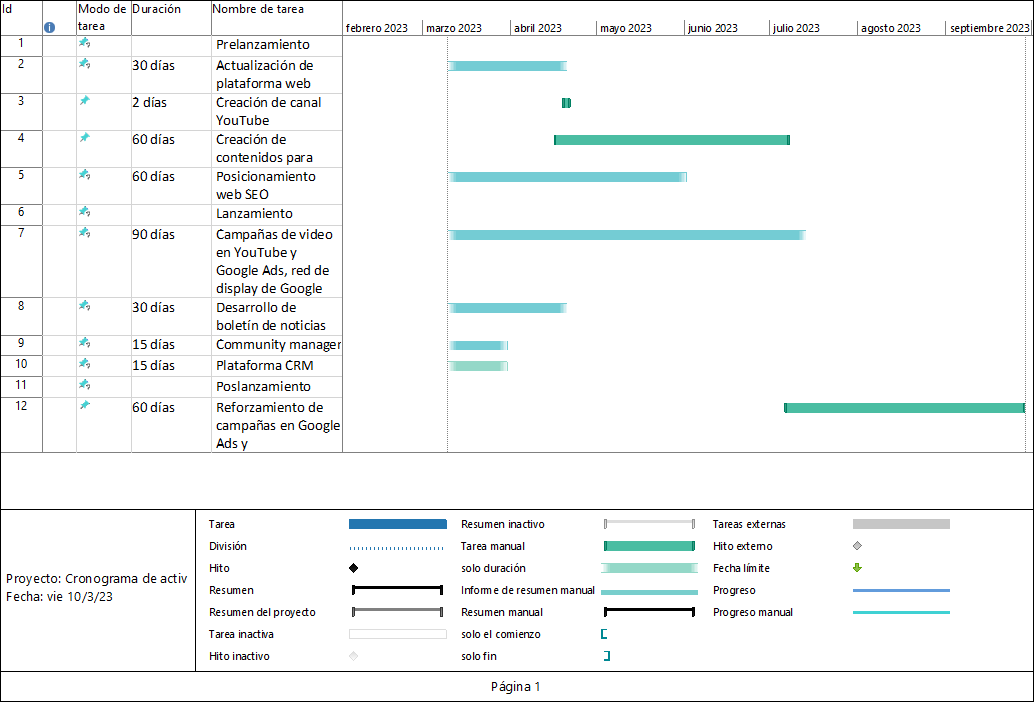 Id
Modo de
tarea
Duración
Nombre de tarea
febrero 2023
marzo 2023
abril 2023
mayo 2023
junio 2023
julio 2023
agosto 2023
septiembre 2023
1
Prelanzamiento
2
30 días
Actualización de
plataforma web
3
2 días
Creación de canal
YouTube
4
60 días
Creación de
contenidos para
5
60 días
Posicionamiento
web SEO
6
Lanzamiento
7
90 días
Campañas de video
en YouTube y
Google Ads, red de
display de Google
8
30 días
Desarrollo de
boletín de noticias
9
15 días
Community manager
10
15 días
Plataforma CRM
11
Poslanzamiento
12
60 días
Reforzamiento de
campañas en Google
Ads y
Proyecto: Cronograma de activ
Fecha: vie 10/3/23
Tarea
División
Hito
Resumen
Resumen del proyecto
Tarea inactiva
Hito inactivo
Resumen inactivo
Tarea manual
solo duración
Informe de resumen manual
Resumen manual
solo el comienzo
solo fin
Tareas externas
Hito externo
Fecha límite
Progreso
Progreso manual
Página 1